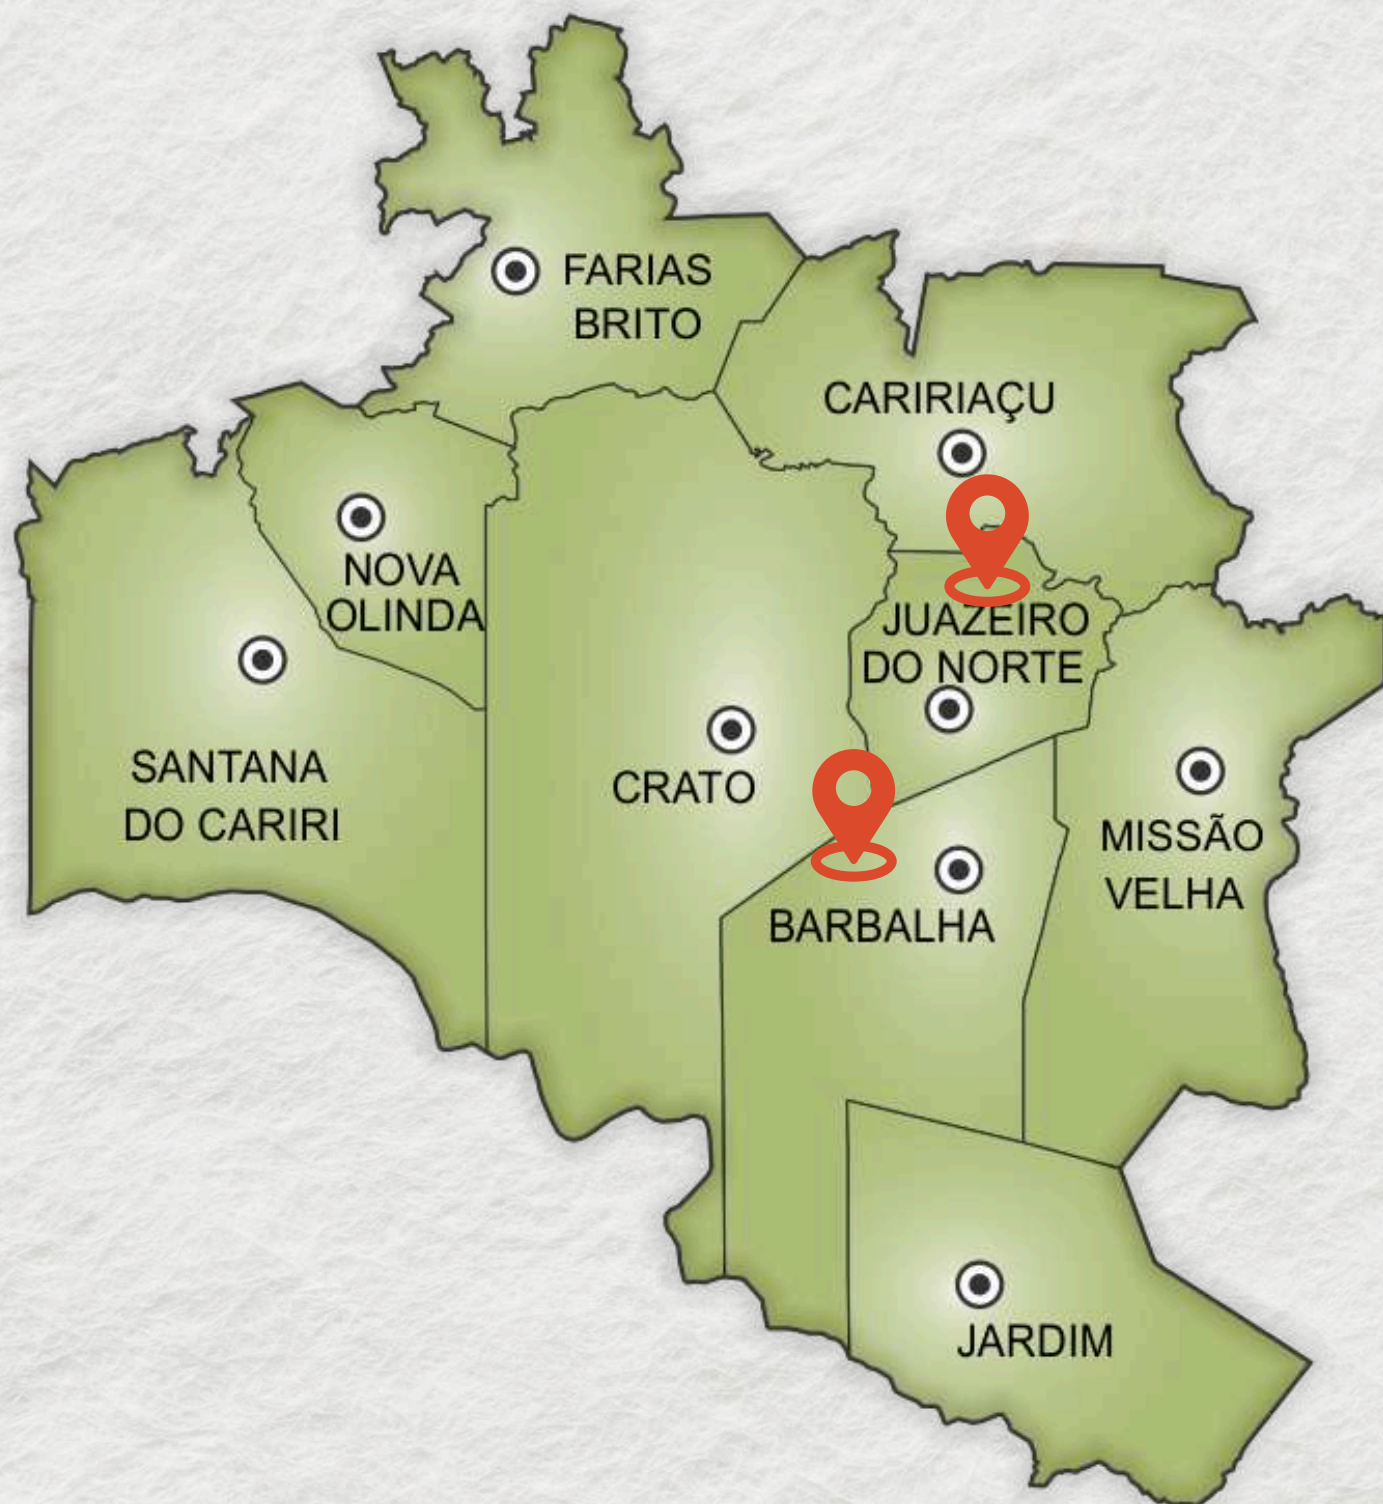 FARIAS
BRITO
CARIRIAÇU
NOVA
OLINDA
JUAZEIRO
DO NORTE
SANTANA
DO CARIRI
CRATO
MISSÃO
VELHA
BARBALHA
JARDIM